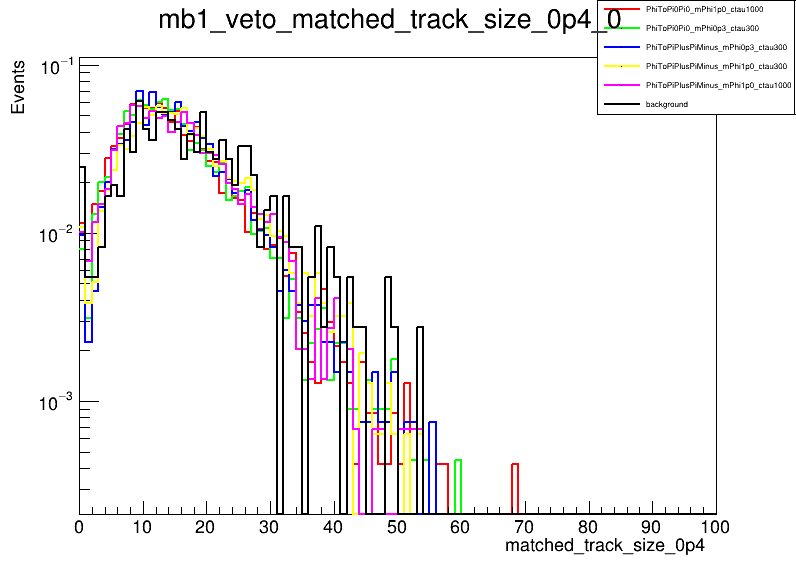 mb1_veto_matched_track_size_0p4_0
PhiToPi0Pi0_mPhi1p0_ctau1000
PhiToPi0Pi0_mPhi0p3_ctau300
PhiToPiPlusPiMinus_mPhi0p3_ctau300
PhiToPiPlusPiMinus_mPhi1p0_ctau300
PhiToPiPlusPiMinus_mPhi1p0_ctau1000
background
Events
10−1
10−2
10−3
0 10 20 30 40 50 60 70 80 90 100
matched_track_size_0p4